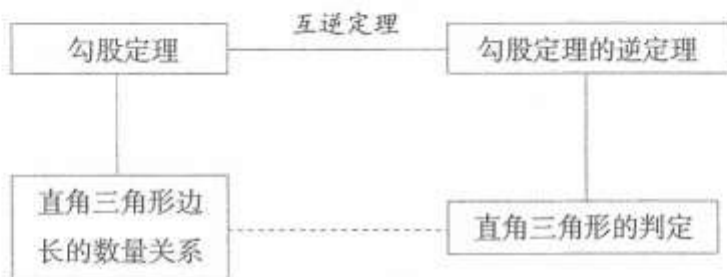 互逆定理
勾股定理
勾股定理的逆定理
直角三角形边
长的数量关系
直角三角形的判定